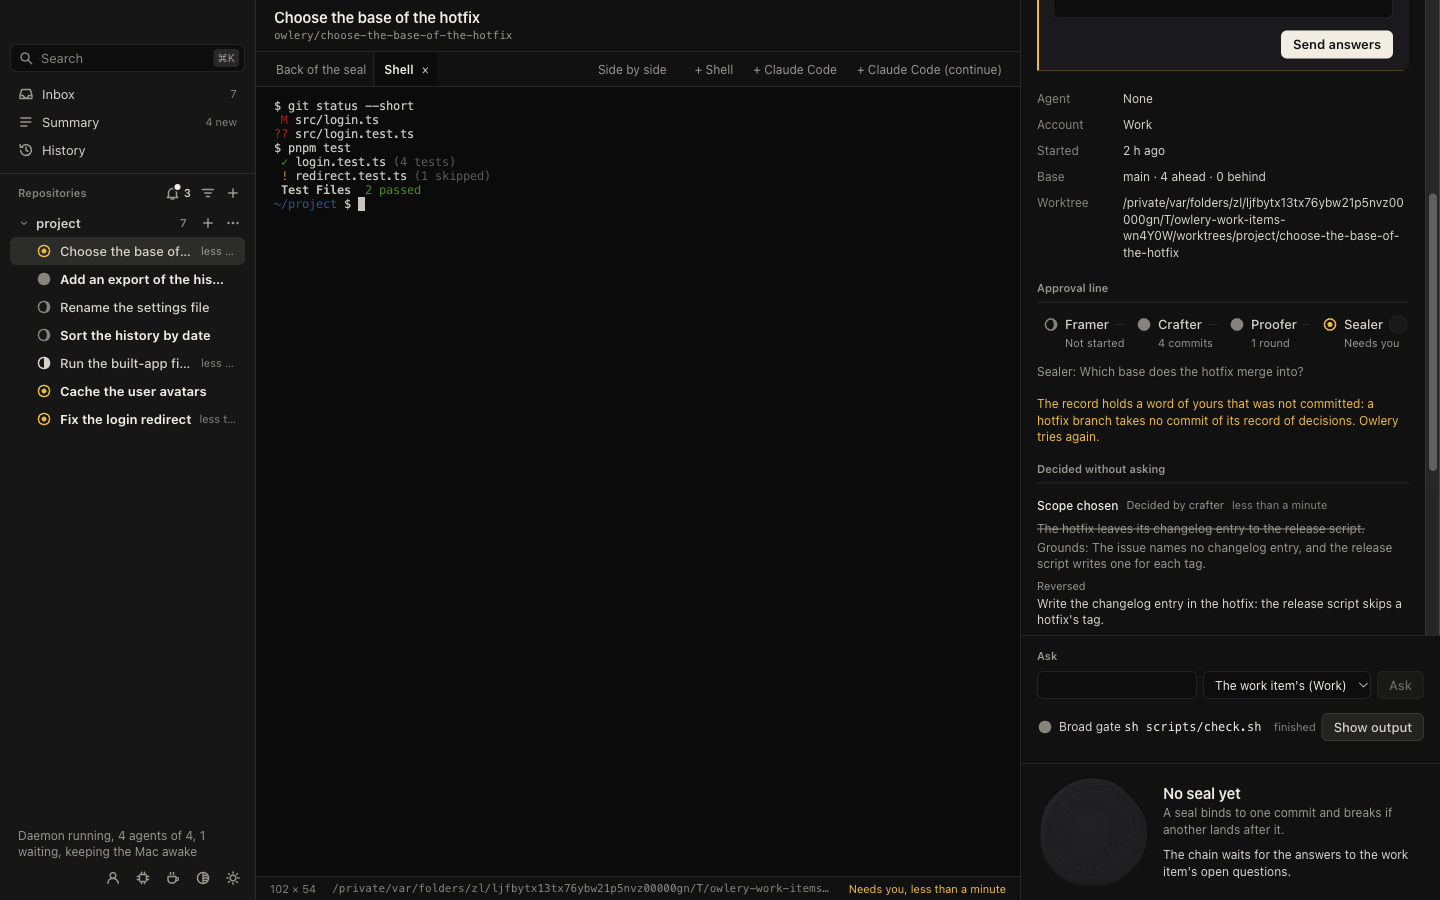 Search ⌘K
Inbox 7
Summary 4 new
History
Repositories 3
project 7
Choose the base of... less ...
Add an export of the his...
Rename the settings file
Sort the history by date
Run the built-app fi... less ...
Cache the user avatars
Fix the login redirect less t...
Daemon running, 4 agents of 4, 1
waiting, keeping the Mac awake
Choose the base of the hotfix
owlery/choose-the-base-of-the-hotfix
Back of the seal Shell × Side by side + Shell + Claude Code + Claude Code (continue)
$ git status --short
M src/login.ts
?? src/login.test.ts
$ pnpm test
✓ login.test.ts (4 tests)
! redirect.test.ts (1 skipped)
Test Files 2 passed
~/project $
102 × 54 /private/var/folders/zl/ljfbytx13tx76ybw21p5nvz00000gn/T/owlery-work-items… Needs you, less than a minute
Send answers
Agent None
Account Work
Started 2 h ago
Base main · 4 ahead · 0 behind
Worktree /private/var/folders/zl/ljfbytx13tx76ybw21p5nvz00
000gn/T/owlery-work-items-
wn4Y0W/worktrees/project/choose-the-base-of-
the-hotfix
Approval line
Framer Crafter Proofer Sealer
Not started 4 commits 1 round Needs you
Sealer: Which base does the hotfix merge into?
The record holds a word of yours that was not committed: a
hotfix branch takes no commit of its record of decisions. Owlery
tries again.
Decided without asking
Scope chosen Decided by crafter less than a minute
The hotfix leaves its changelog entry to the release script.
Grounds: The issue names no changelog entry, and the release
script writes one for each tag.
Reversed
Write the changelog entry in the hotfix: the release script skips a
hotfix's tag.
Ask
The work item's (Work) Ask
Broad gate sh scripts/check.sh finished Show output
No seal yet
A seal binds to one commit and breaks if
another lands after it.
The chain waits for the answers to the work
item's open questions.